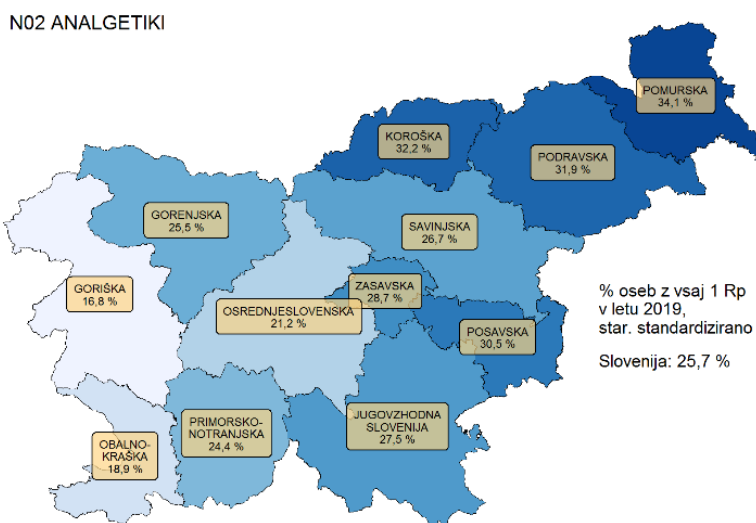 N02 ANALGETIKI
POMURSKA
34,1 %
KOROŠKA
32,2 %
PODRAVSKA
31,9 %
GORENJSKA
25,5 %
SAVINJSKA
26,7 %
GORIŠKA
16,8 %
ZASAVSKA
28,7 %
OSREDNJESLOVENSKA
21,2 %
POSAVSKA
30,5 %
% oseb z vsaj 1 Rp
v letu 2019,
star. standardizirano
Slovenija: 25,7 %
PRIMORSKO-
NOTRANJSKA
24,4 %
JUGOVZHODNA
SLOVENIJA
27,5 %
OBALNO-
KRAŠKA
18,9 %